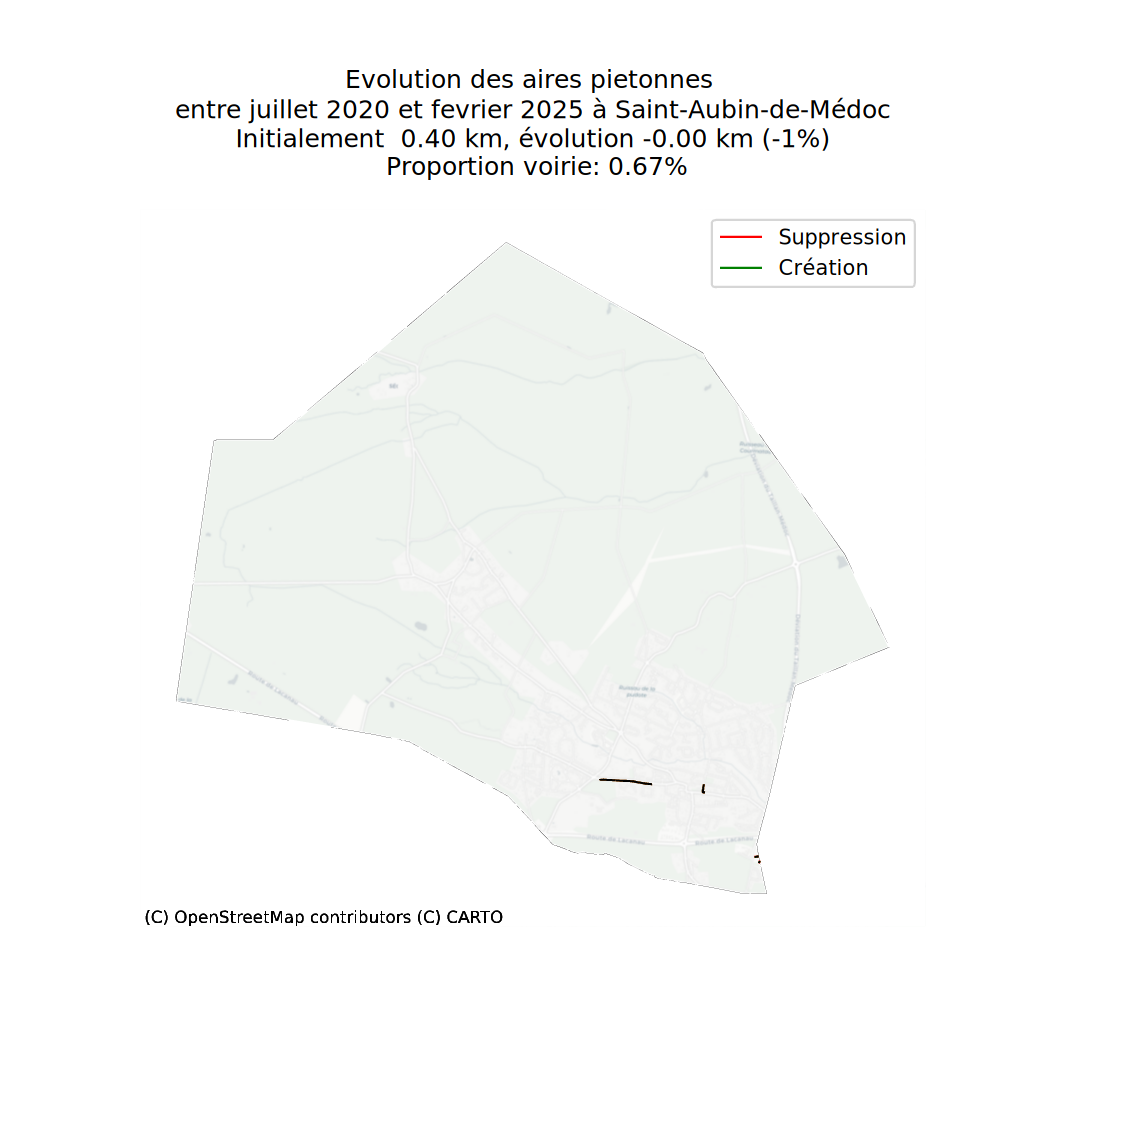 Evolution des aires pietonnes
entre juillet 2020 et fevrier 2025 à Saint-Aubin-de-Médoc
Initialement  0.40 km, évolution -0.00 km (-1%)
Proportion voirie: 0.67%
Suppression
Création
Route de Lacanau
Route de Lacanau
Route de Lacanau
(C) OpenStreetMap contributors (C) CARTO